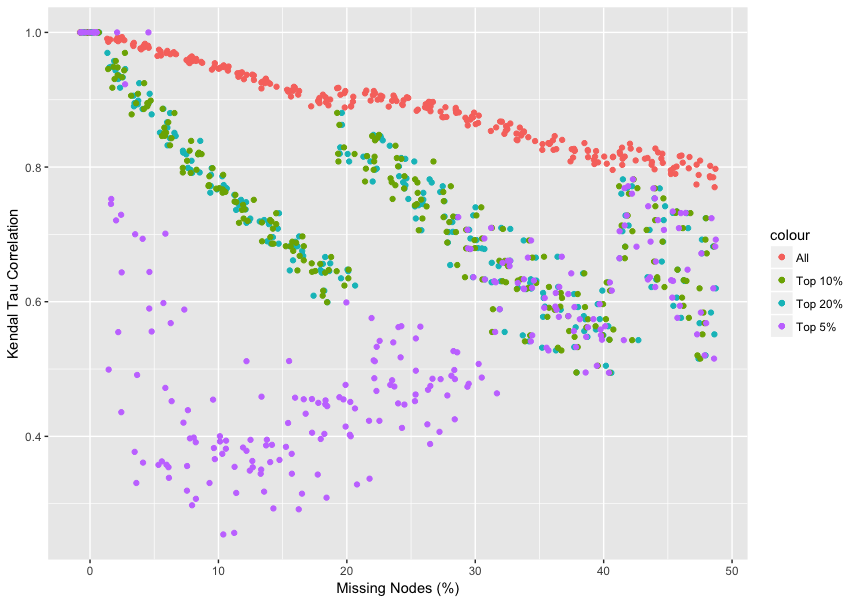 1.0
0.8
0.6
0.4
Kendal Tau Correlation
0
10
20
30
40
50
Missing Nodes (%)
colour
All
Top 10%
Top 20%
Top 5%